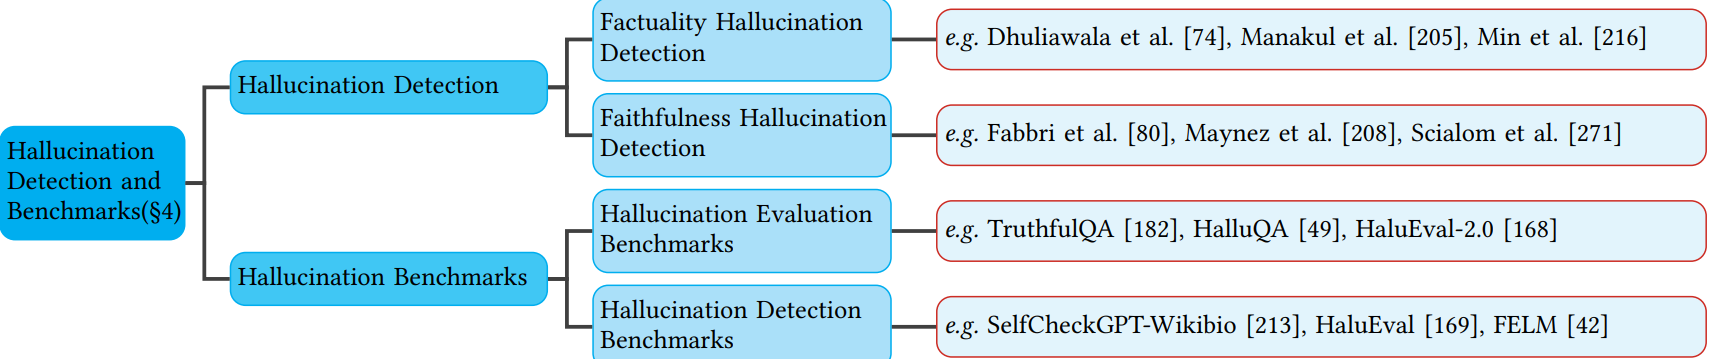 Hallucination
Detection and
Benchmarks(§4)
Hallucination Detection
Factuality Hallucination
Detection
e.g. Dhuliawala et al. [74], Manakul et al. [205], Min et al. [216]
Faithfulness Hallucination
Detection
e.g. Fabbri et al. [80], Maynez et al. [208], Scialom et al. [271]
Hallucination Benchmarks
Hallucination Evaluation
Benchmarks
e.g. TruthfulQA [182], HalluQA [49], HaluEval-2.0 [168]
Hallucination Detection
Benchmarks
e.g. SelfCheckGPT-Wikibio [213], HaluEval [169], FELM [42]